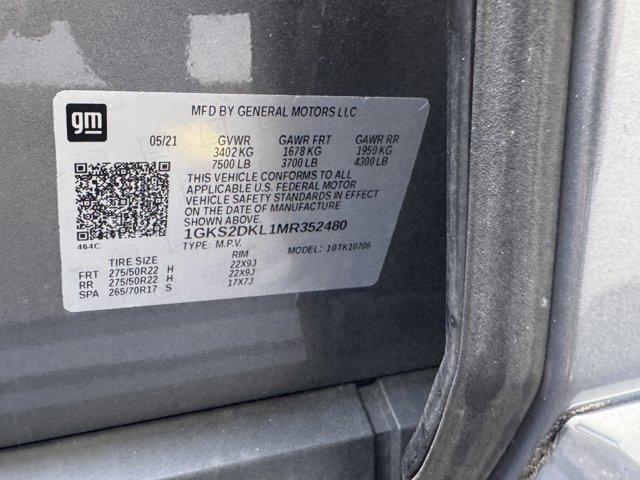 gm
MFD BY GENERAL MOTORS LLC
05/21 GVWR GAWR FRT GAWR RR
3402 KG 1678 KG 1950 KG
7500 LB 3700 LB 4300 LB
THIS VEHICLE CONFORMS TO ALL
APPLICABLE U.S. FEDERAL MOTOR
VEHICLE SAFETY STANDARDS IN EFFECT
ON THE DATE OF MANUFACTURE
SHOWN ABOVE.
1GKS2DKL1MR352480
464C
TYPE: M.P.V. MODEL: 1GTK10706
TIRE SIZE RIM
FRT 275/50R22 H 22X9J
RR 275/50R22 H 22X9J
SPA 265/70R17 S 17X7J